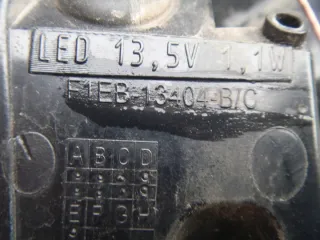 LED 13,5V 1,1W
F1EB-13404-B/C
A B C D
E F G H